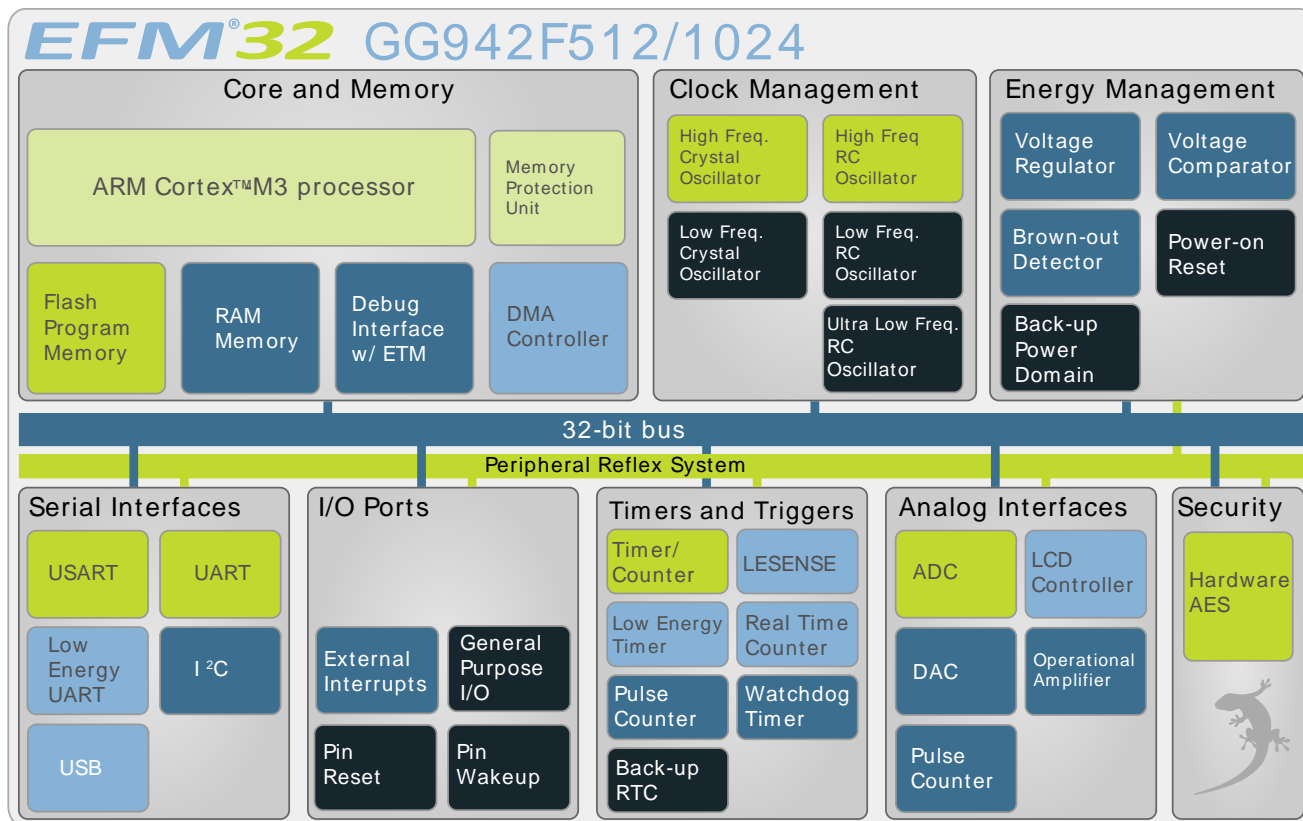 EFM®32 GG942F512/1024
Core and Memory
ARM Cortex™M3 processor
Memory
Protection
Unit
Flash
Program
Memory
RAM
Memory
Debug
Interface
w/ ETM
DMA
Controller
Clock Management
High Freq.
Crystal
Oscillator
High Freq
RC
Oscillator
Low Freq.
Crystal
Oscillator
Low Freq.
RC
Oscillator
Ultra Low Freq.
RC
Oscillator
Energy Management
Voltage
Regulator
Voltage
Comparator
Brown-out
Detector
Power-on
Reset
Back-up
Power
Domain
32-bit bus
Peripheral Reflex System
Serial Interfaces
USART
UART
Low
Energy
UART
I²C
USB
I/O Ports
External
Interrupts
General
Purpose
I/O
Pin
Reset
Pin
Wakeup
Timers and Triggers
Timer/
Counter
LESENSE
Low Energy
Timer
Real Time
Counter
Pulse
Counter
Watchdog
Timer
Back-up
RTC
Analog Interfaces
ADC
LCD
Controller
DAC
Operational
Amplifier
Pulse
Counter
Security
Hardware
AES